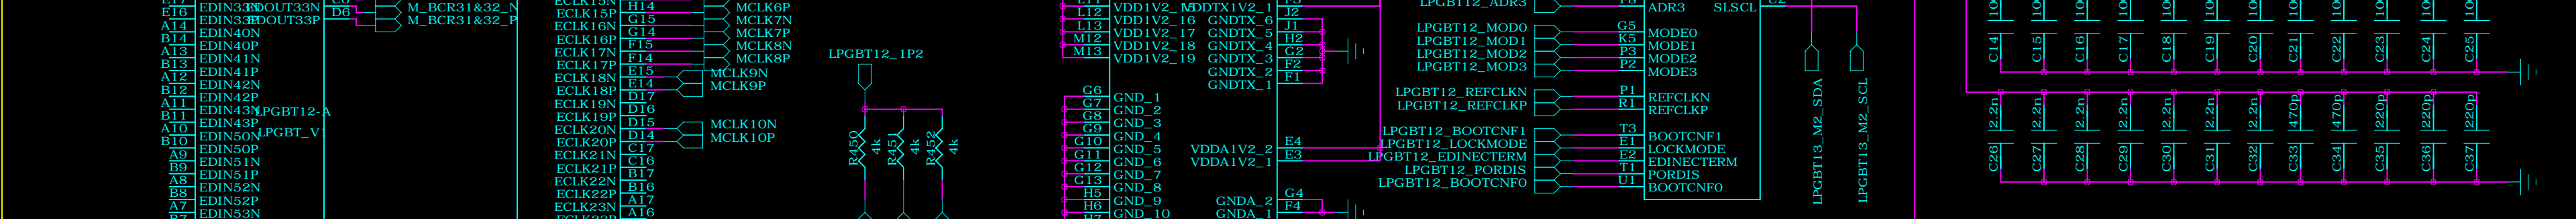 E17 EDIN33N EDOUT33N C6 M_BCR31&32_N
E16 EDIN33P EDOUT33P D6 M_BCR31&32_P
A14 EDIN40N
B14 EDIN40P
A13 EDIN41N
B13 EDIN41P
A12 EDIN42N
B12 EDIN42P
A11 EDIN43N
B11 EDIN43P
A10 EDIN50N
B10 EDIN50P
A9 EDIN51N
B9 EDIN51P
A8 EDIN52N
B8 EDIN52P
A7 EDIN53N
B7
LPGBT12-A
LPGBT_V1
ECLK15N
ECLK15P H14 MCLK6P
ECLK16N G15 MCLK7N
ECLK16P G14 MCLK7P
ECLK17N F15 MCLK8N
ECLK17P F14 MCLK8P
ECLK18N E15 MCLK9N
ECLK18P E14 MCLK9P
ECLK19N D17
ECLK19P D16
ECLK20N D15 MCLK10N
ECLK20P D14 MCLK10P
ECLK21N C17
ECLK21P C16
ECLK22N B17
ECLK22P B16
ECLK23N A17
ECLK23P A16
LPGBT12_1P2
R450 4k
R451 4k
R452 4k
L11 VDD1V2_15 VDDTX1V2_1 F3
L12 VDD1V2_16 GNDTX_6 J2
L13 VDD1V2_17 GNDTX_5 J1
M12 VDD1V2_18 GNDTX_4 H2
M13 VDD1V2_19 GNDTX_3 G2
GNDTX_2 F2
GNDTX_1 F1
G6 GND_1
G7 GND_2
G8 GND_3
G9 GND_4
G10 GND_5 VDDA1V2_2 E4
G11 GND_6 VDDA1V2_1 E3
G12 GND_7
G13 GND_8
H5 GND_9 GNDA_2 G4
H6 GND_10 GNDA_1 F4
H7
LPGBT12_ADR3 ADR3 SLSCL U2
LPGBT12_MOD0 G5 MODE0
LPGBT12_MOD1 K5 MODE1
LPGBT12_MOD2 P3 MODE2
LPGBT12_MOD3 P2 MODE3
LPGBT12_REFCLKN P1 REFCLKN
LPGBT12_REFCLKP R1 REFCLKP
LPGBT12_BOOTCNF1 T3 BOOTCNF1
LPGBT12_LOCKMODE E1 LOCKMODE
LPGBT12_EDINECTERM E2 EDINECTERM
LPGBT12_PORDIS T1 PORDIS
LPGBT12_BOOTCNF0 U1 BOOTCNF0
LPGBT13_M2_SDA
LPGBT13_M2_SCL
C14 C15 C16 C17 C18 C19 C20 C21 C22 C23 C24 C25
2.2n 2.2n 2.2n 2.2n 2.2n 2.2n 2.2n 470p 470p 220p 220p 220p
C26 C27 C28 C29 C30 C31 C32 C33 C34 C35 C36 C37